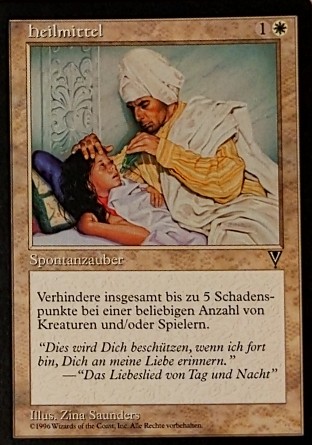 Heilmittel 1
Spontanzauber
Verhindere insgesamt bis zu 5 Schadens-
punkte bei einer beliebigen Anzahl von
Kreaturen und/oder Spielern.
“Dies wird Dich beschützen, wenn ich fort
bin, Dich an meine Liebe erinnern.”
—“Das Liebeslied von Tag und Nacht”
Illus. Zina Saunders
©1996 Wizards of the Coast, Inc. Alle Rechte vorbehalten.